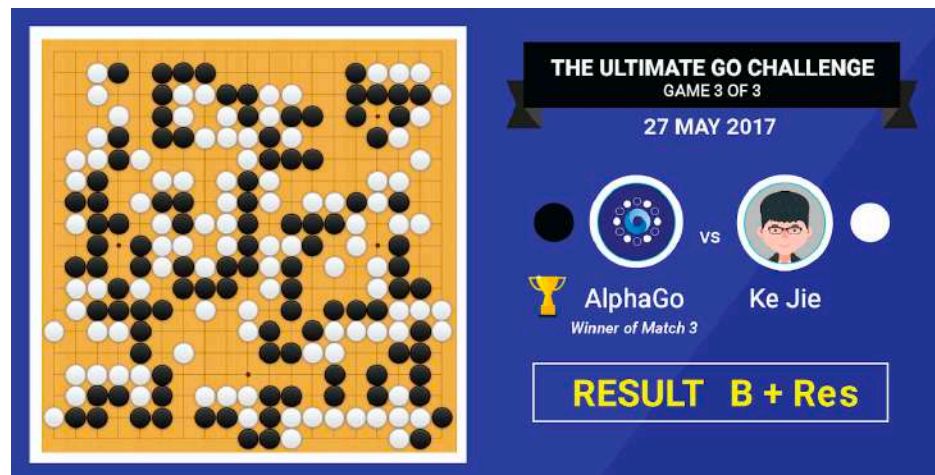 THE ULTIMATE GO CHALLENGE
GAME 3 OF 3
27 MAY 2017
vs
AlphaGo
Ke Jie
Winner of Match 3
RESULT B + Res